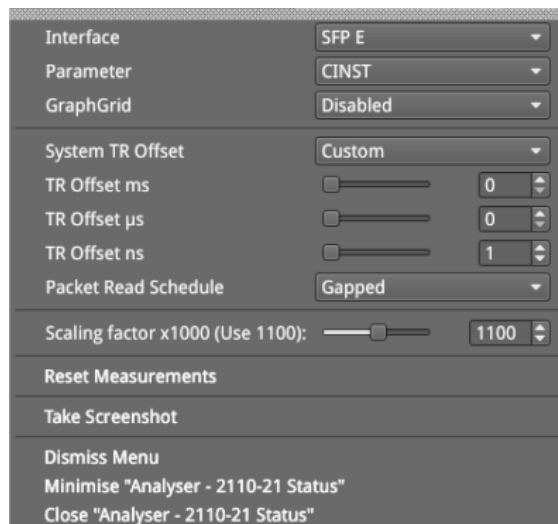 Interface SFP E
Parameter CINST
GraphGrid Disabled
System TR Offset Custom
TR Offset ms 0
TR Offset µs 0
TR Offset ns 1
Packet Read Schedule Gapped
Scaling factor x1000 (Use 1100): 1100
Reset Measurements
Take Screenshot
Dismiss Menu
Minimise "Analyser - 2110-21 Status"
Close "Analyser - 2110-21 Status"